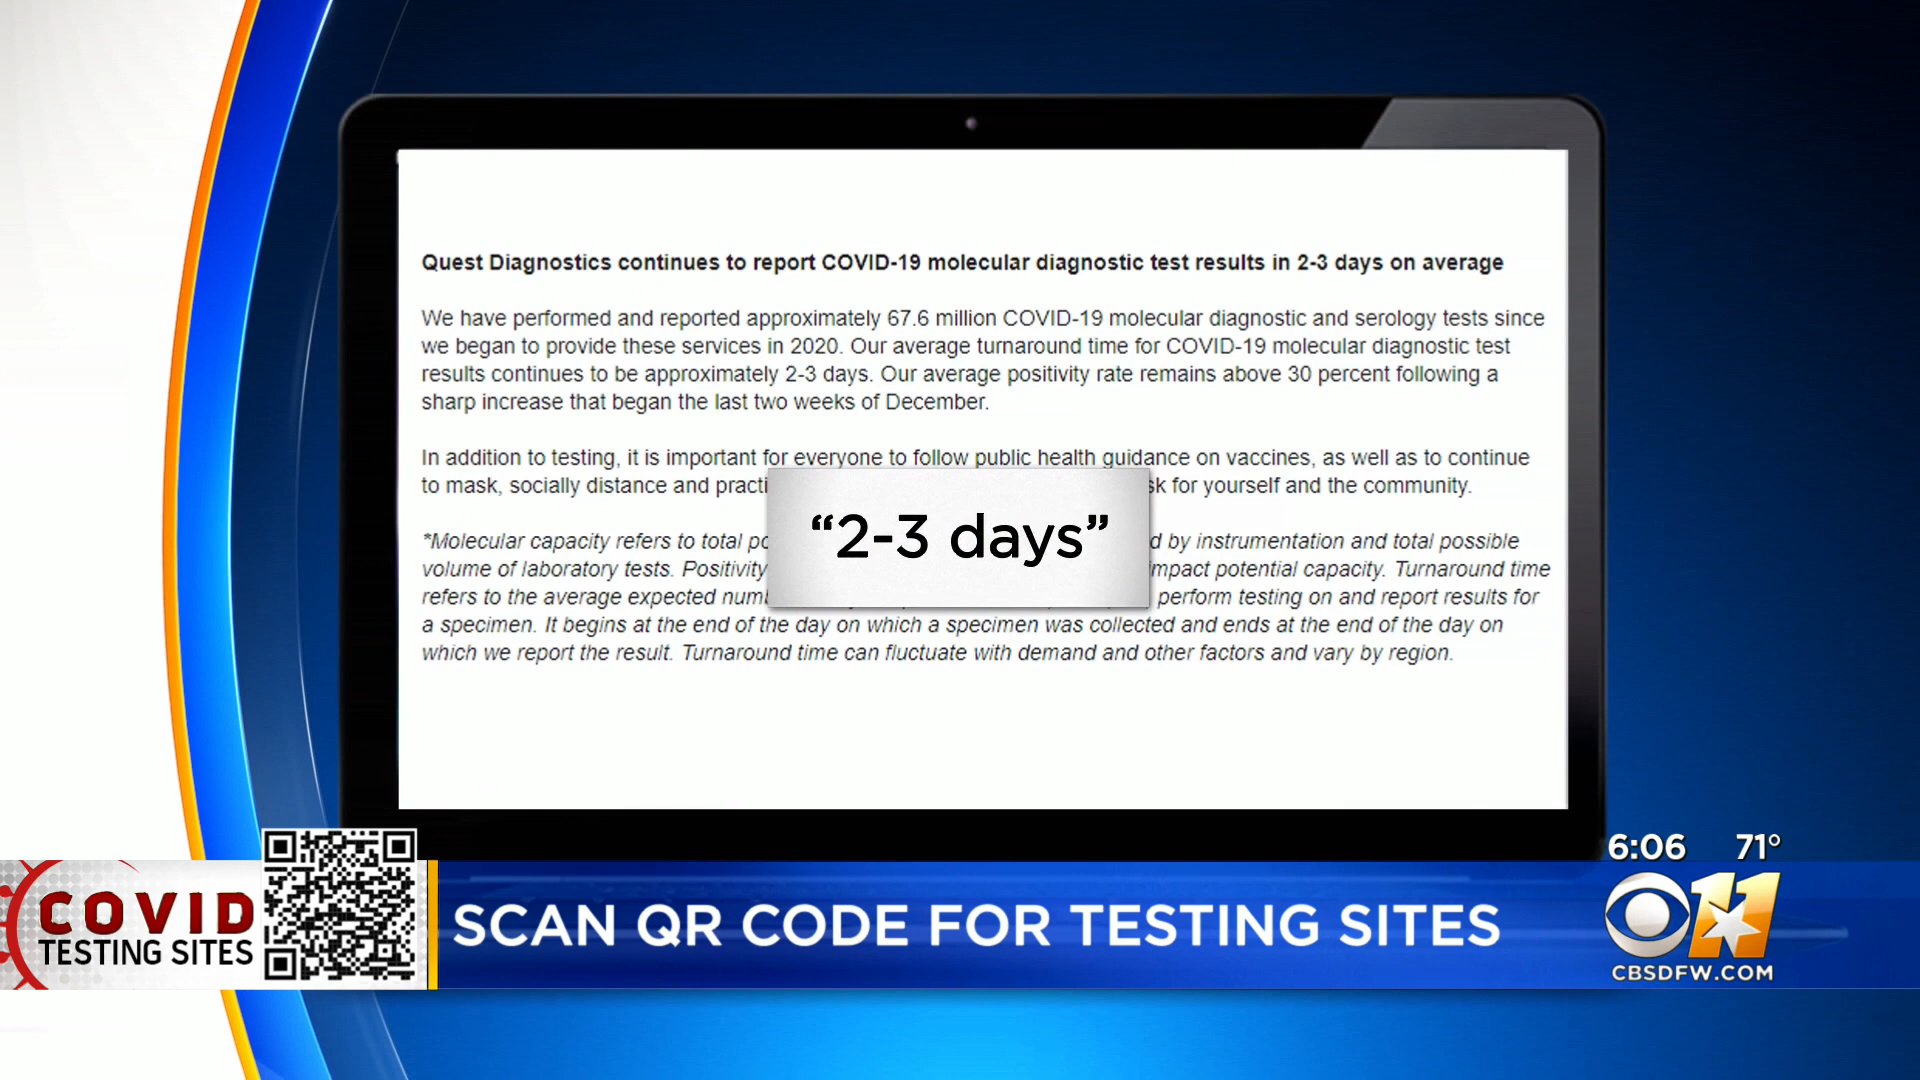 Quest Diagnostics continues to report COVID-19 molecular diagnostic test results in 2-3 days on average
We have performed and reported approximately 67.6 million COVID-19 molecular diagnostic and serology tests since
we began to provide these services in 2020. Our average turnaround time for COVID-19 molecular diagnostic test
results continues to be approximately 2-3 days. Our average positivity rate remains above 30 percent following a
sharp increase that began the last two weeks of December.
In addition to testing, it is important for everyone to follow public health guidance on vaccines, as well as to continue
to mask, socially distance and for yourself and the community.
"2-3 days"
*Molecular capacity refers to total by instrumentation and total possible
volume of laboratory tests. Positivity impact potential capacity. Turnaround time
refers to the average expected perform testing on and report results for
a specimen. It begins at the end of the day on which a specimen was collected and ends at the end of the day on
which we report the result. Turnaround time can fluctuate with demand and other factors and vary by region.
6:06 71°
COVID
TESTING SITES
SCAN QR CODE FOR TESTING SITES
11
CBSDFW.COM